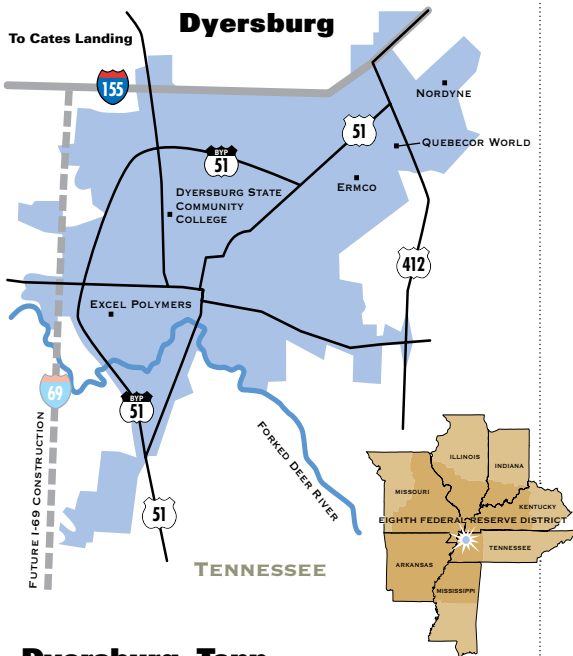 Dyersburg
To Cates Landing
155
NORDYNE
51
QUEBECOR WORLD
BYP
51
ERMCO
DYERSBURG STATE
COMMUNITY
COLLEGE
412
EXCEL POLYMERS
69
BYP
51
FORKED DEER RIVER
FUTURE I-69 CONSTRUCTION
51
TENNESSEE
ILLINOIS
INDIANA
MISSOURI
KENTUCKY
EIGHTH FEDERAL RESERVE DISTRICT
TENNESSEE
ARKANSAS
MISSISSIPPI
Dyersburg, Tenn